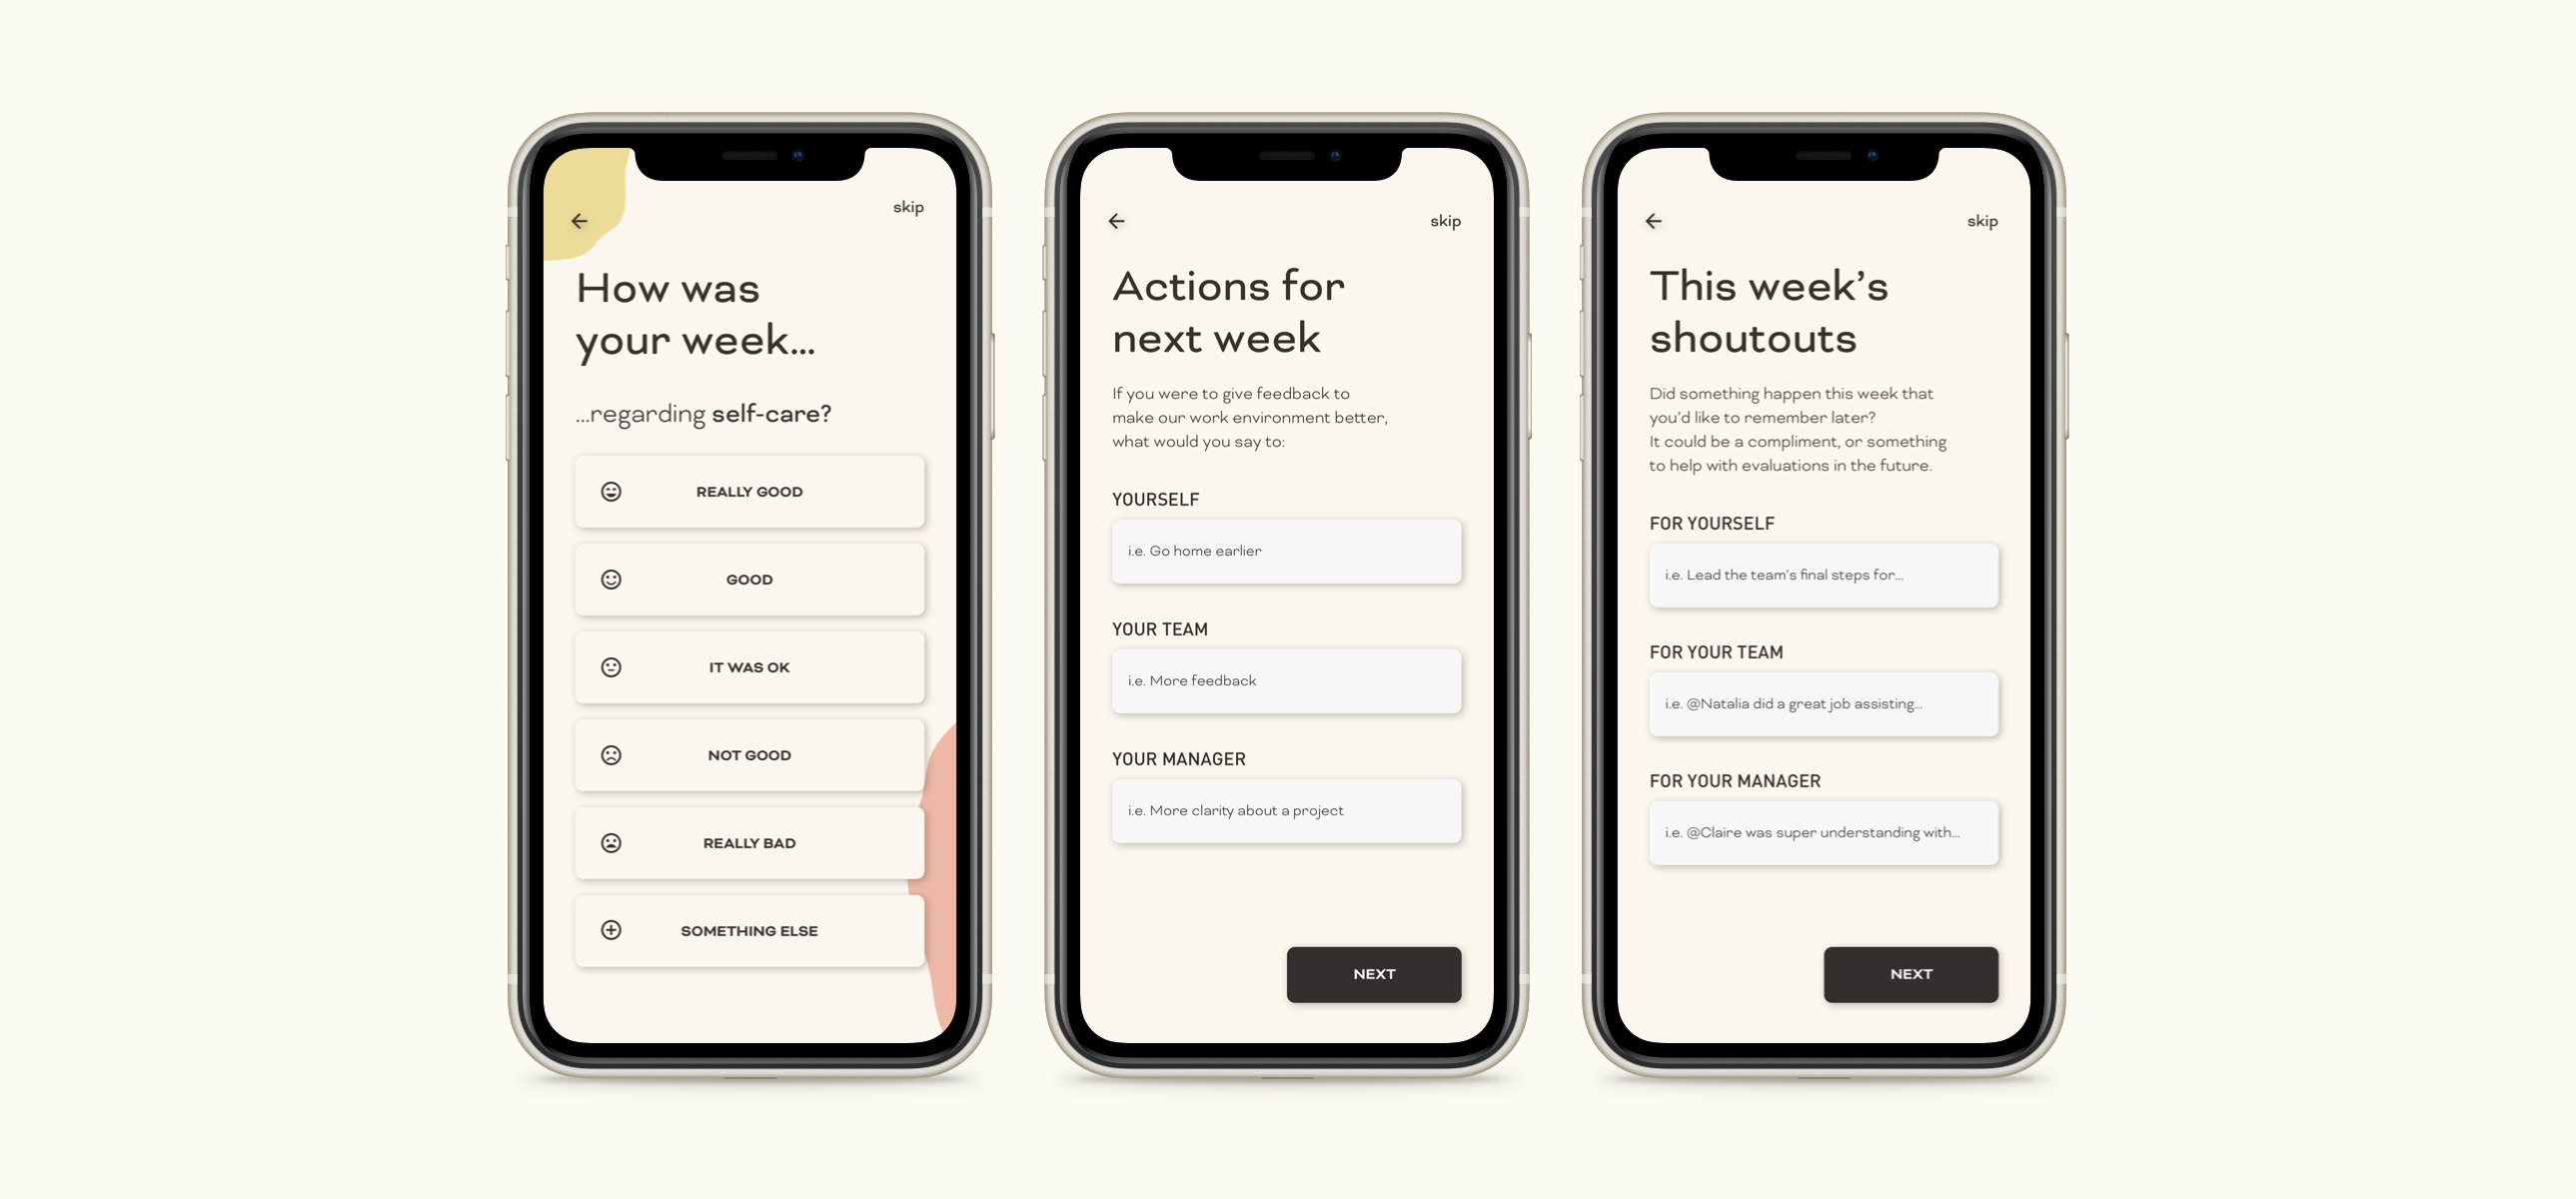 skip
How was
your week...
...regarding self-care?
REALLY GOOD
GOOD
IT WAS OK
NOT GOOD
REALLY BAD
SOMETHING ELSE
skip
Actions for
next week
If you were to give feedback to
make our work environment better,
what would you say to:
YOURSELF
i.e. Go home earlier
YOUR TEAM
i.e. More feedback
YOUR MANAGER
i.e. More clarity about a project
NEXT
skip
This week's
shoutouts
Did something happen this week that
you'd like to remember later?
It could be a compliment, or something
to help with evaluations in the future.
FOR YOURSELF
i.e. Lead the team's final steps for...
FOR YOUR TEAM
i.e. @Natalia did a great job assisting...
FOR YOUR MANAGER
i.e. @Claire was super understanding with...
NEXT